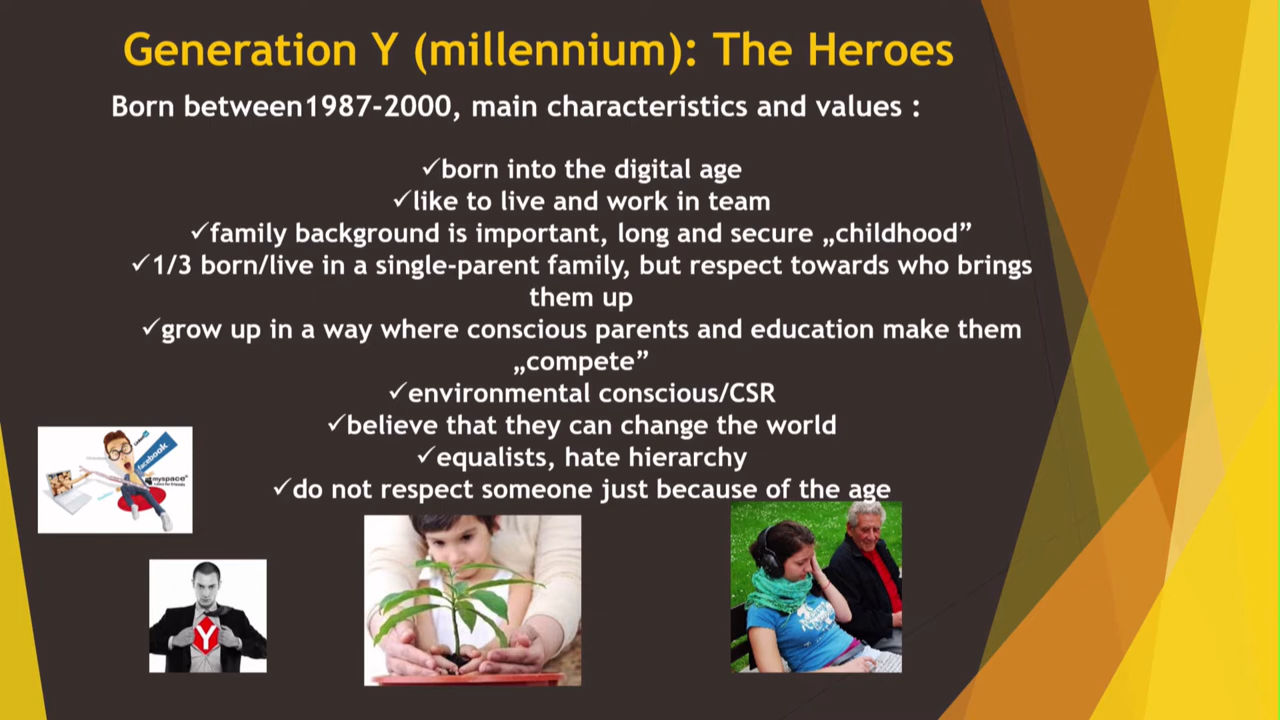 Generation Y (millennium): The Heroes
Born between1987-2000, main characteristics and values :
✓born into the digital age
✓like to live and work in team
✓family background is important, long and secure „childhood”
✓1/3 born/live in a single-parent family, but respect towards who brings
them up
✓grow up in a way where conscious parents and education make them
„compete”
✓environmental conscious/CSR
✓believe that they can change the world
✓equalists, hate hierarchy
✓do not respect someone just because of the age
facebook
myspace
Y